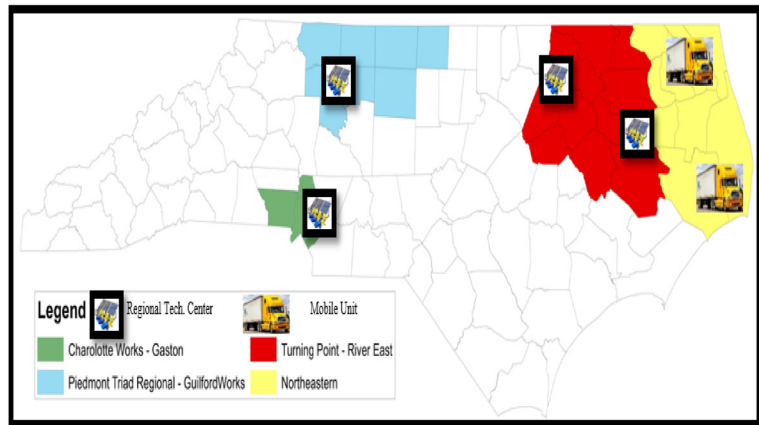 Legend Regional Tech. Center Mobile Unit
Charolotte Works - Gaston Turning Point - River East
Piedmont Triad Regional - GuilfordWorks Northeastern